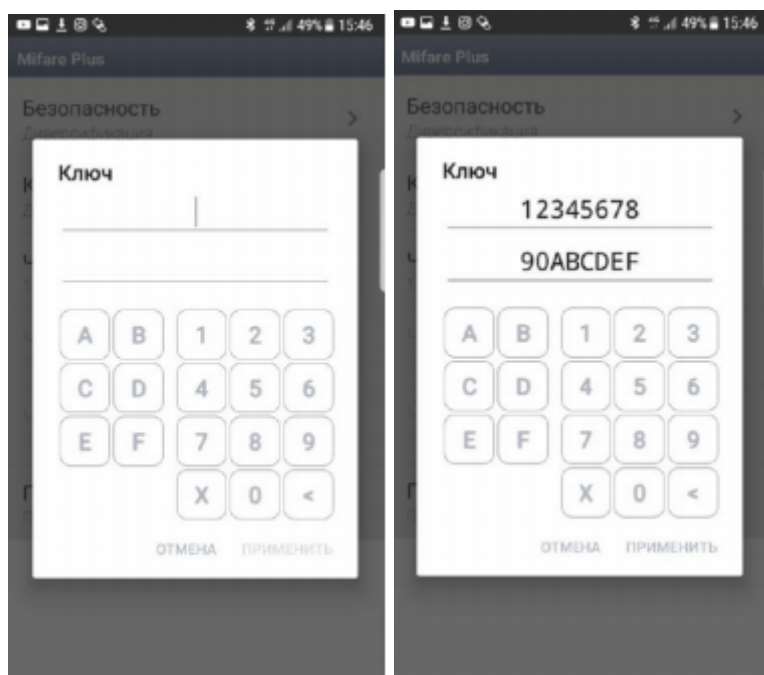 49% 15:46
Mifare Plus
Безопасность
Диверсификация
Ключ
A B 1 2 3
C D 4 5 6
E F 7 8 9
X 0 <
ОТМЕНА ПРИМЕНИТЬ
49% 15:46
Mifare Plus
Безопасность
Диверсификация
Ключ
12345678
90ABCDEF
A B 1 2 3
C D 4 5 6
E F 7 8 9
X 0 <
ОТМЕНА ПРИМЕНИТЬ